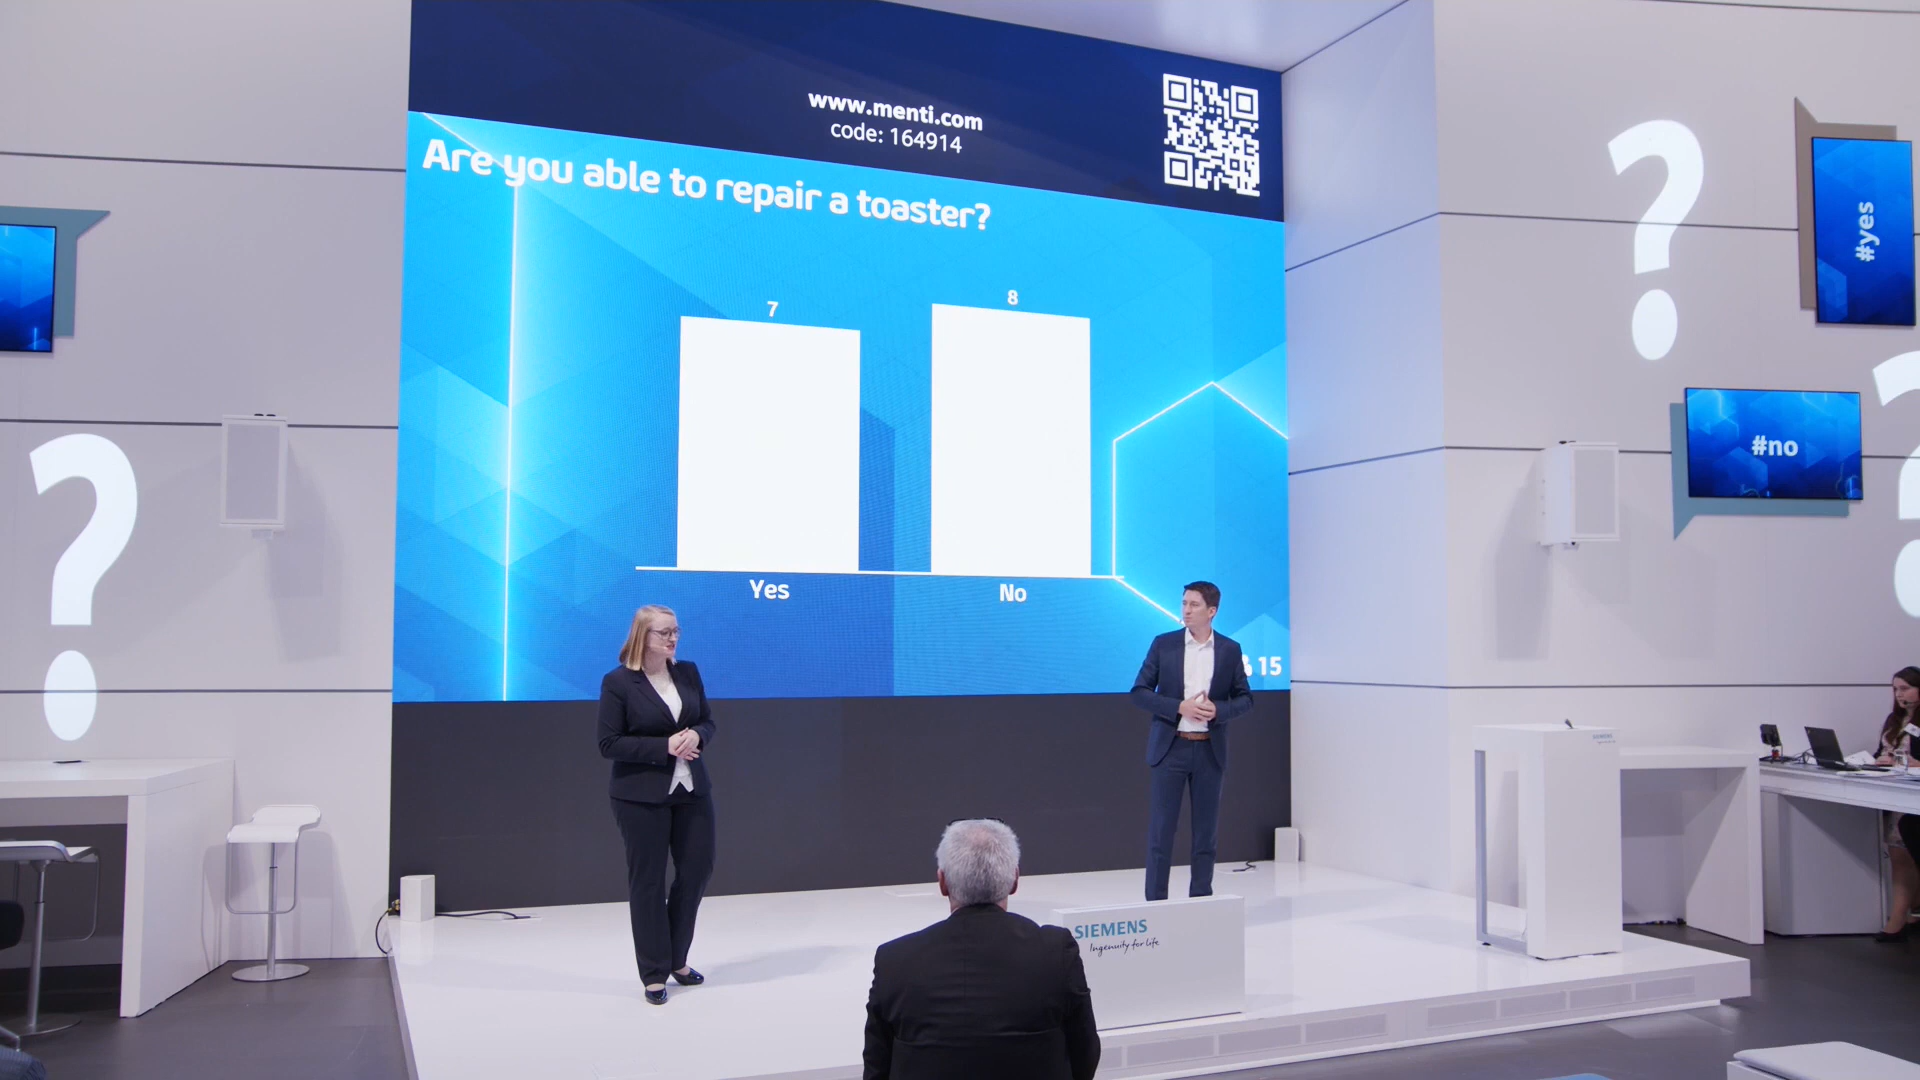 www.menti.com
code: 164914
Are you able to repair a toaster?
7
8
Yes
No
15
#yes
#no
?
?
?
SIEMENS
Ingenuity for life
SIEMENS